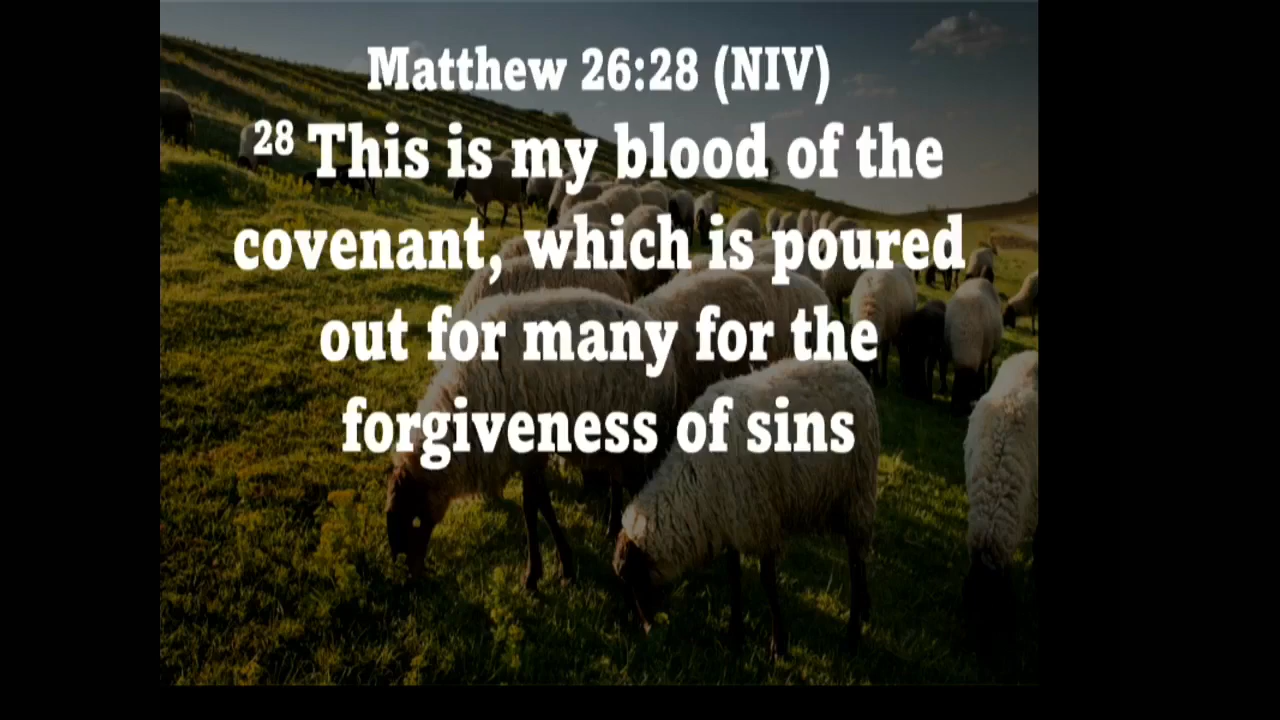 Matthew 26:28 (NIV)
28 This is my blood of the
covenant, which is poured
out for many for the
forgiveness of sins